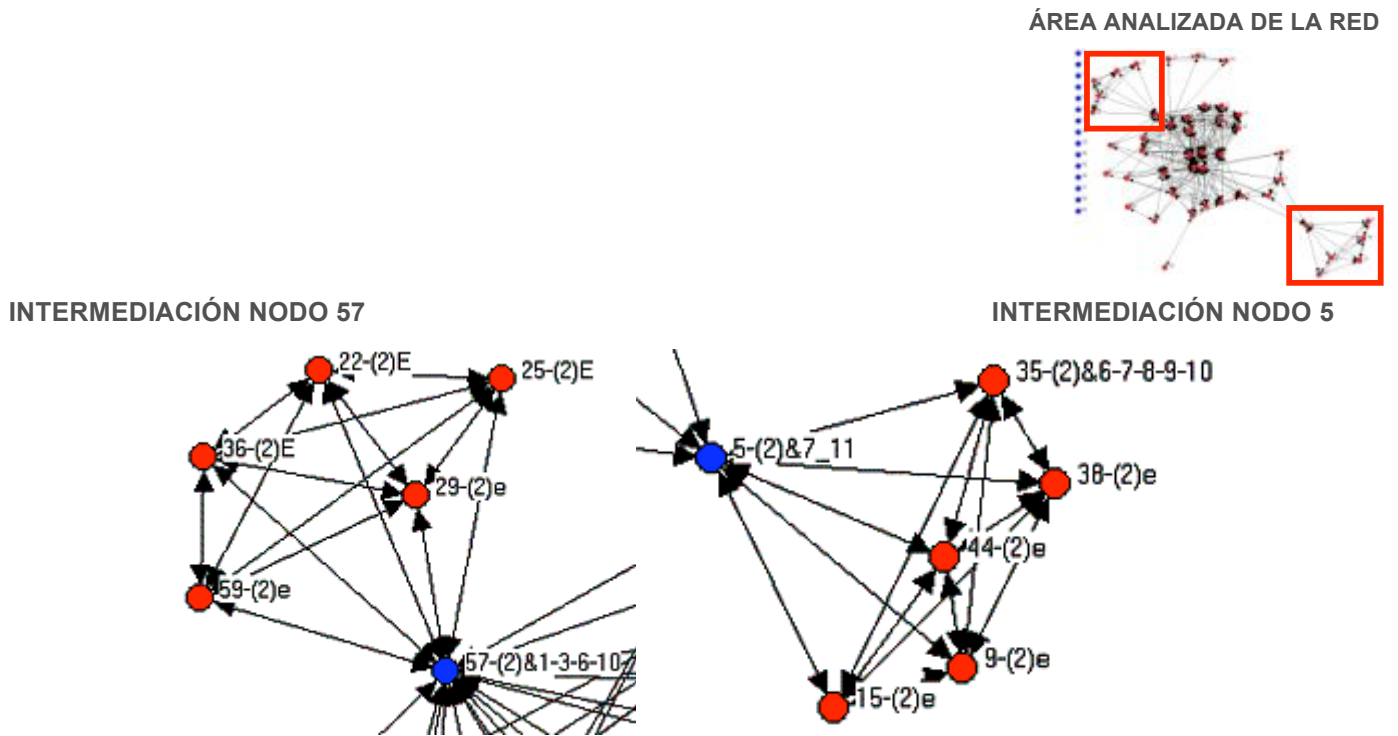 ÁREA ANALIZADA DE LA RED
INTERMEDIACIÓN NODO 57
INTERMEDIACIÓN NODO 5
22-(2)E
25-(2)E
36-(2)E
29-(2)e
59-(2)e
57-(2)&1-3-6-10-
35-(2)&6-7-8-9-10
5-(2)&7_11
38-(2)e
44-(2)e
9-(2)e
15-(2)e